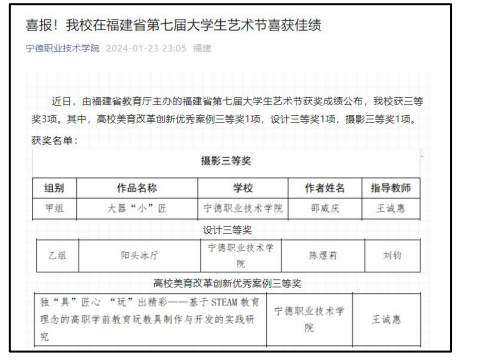 喜报！我校在福建省第七届大学生艺术节喜获佳绩
宁德职业技术学院 2024-01-23 23:05 福建
近日，由福建省教育厅主办的福建省第七届大学生艺术节获奖成绩公布，我校获三等
奖3项。其中，高校美育改革创新优秀案例三等奖1项，设计三等奖1项，摄影三等奖1项。
获奖名单：
摄影三等奖
组别 作品名称 学校 作者姓名 指导教师
甲组 大器“小”匠 宁德职业技术学院 邵威庆 王诚惠
设计三等奖
乙组 阳头冰厅 宁德职业技术学
院 陈煜莉 刘钧
高校美育改革创新优秀案例三等奖
独“具”匠心 “玩”出精彩——基于 STEAM 教育
理念的高职学前教育玩教具制作与开发的实践研
究
宁德职业技术学
院
王诚惠